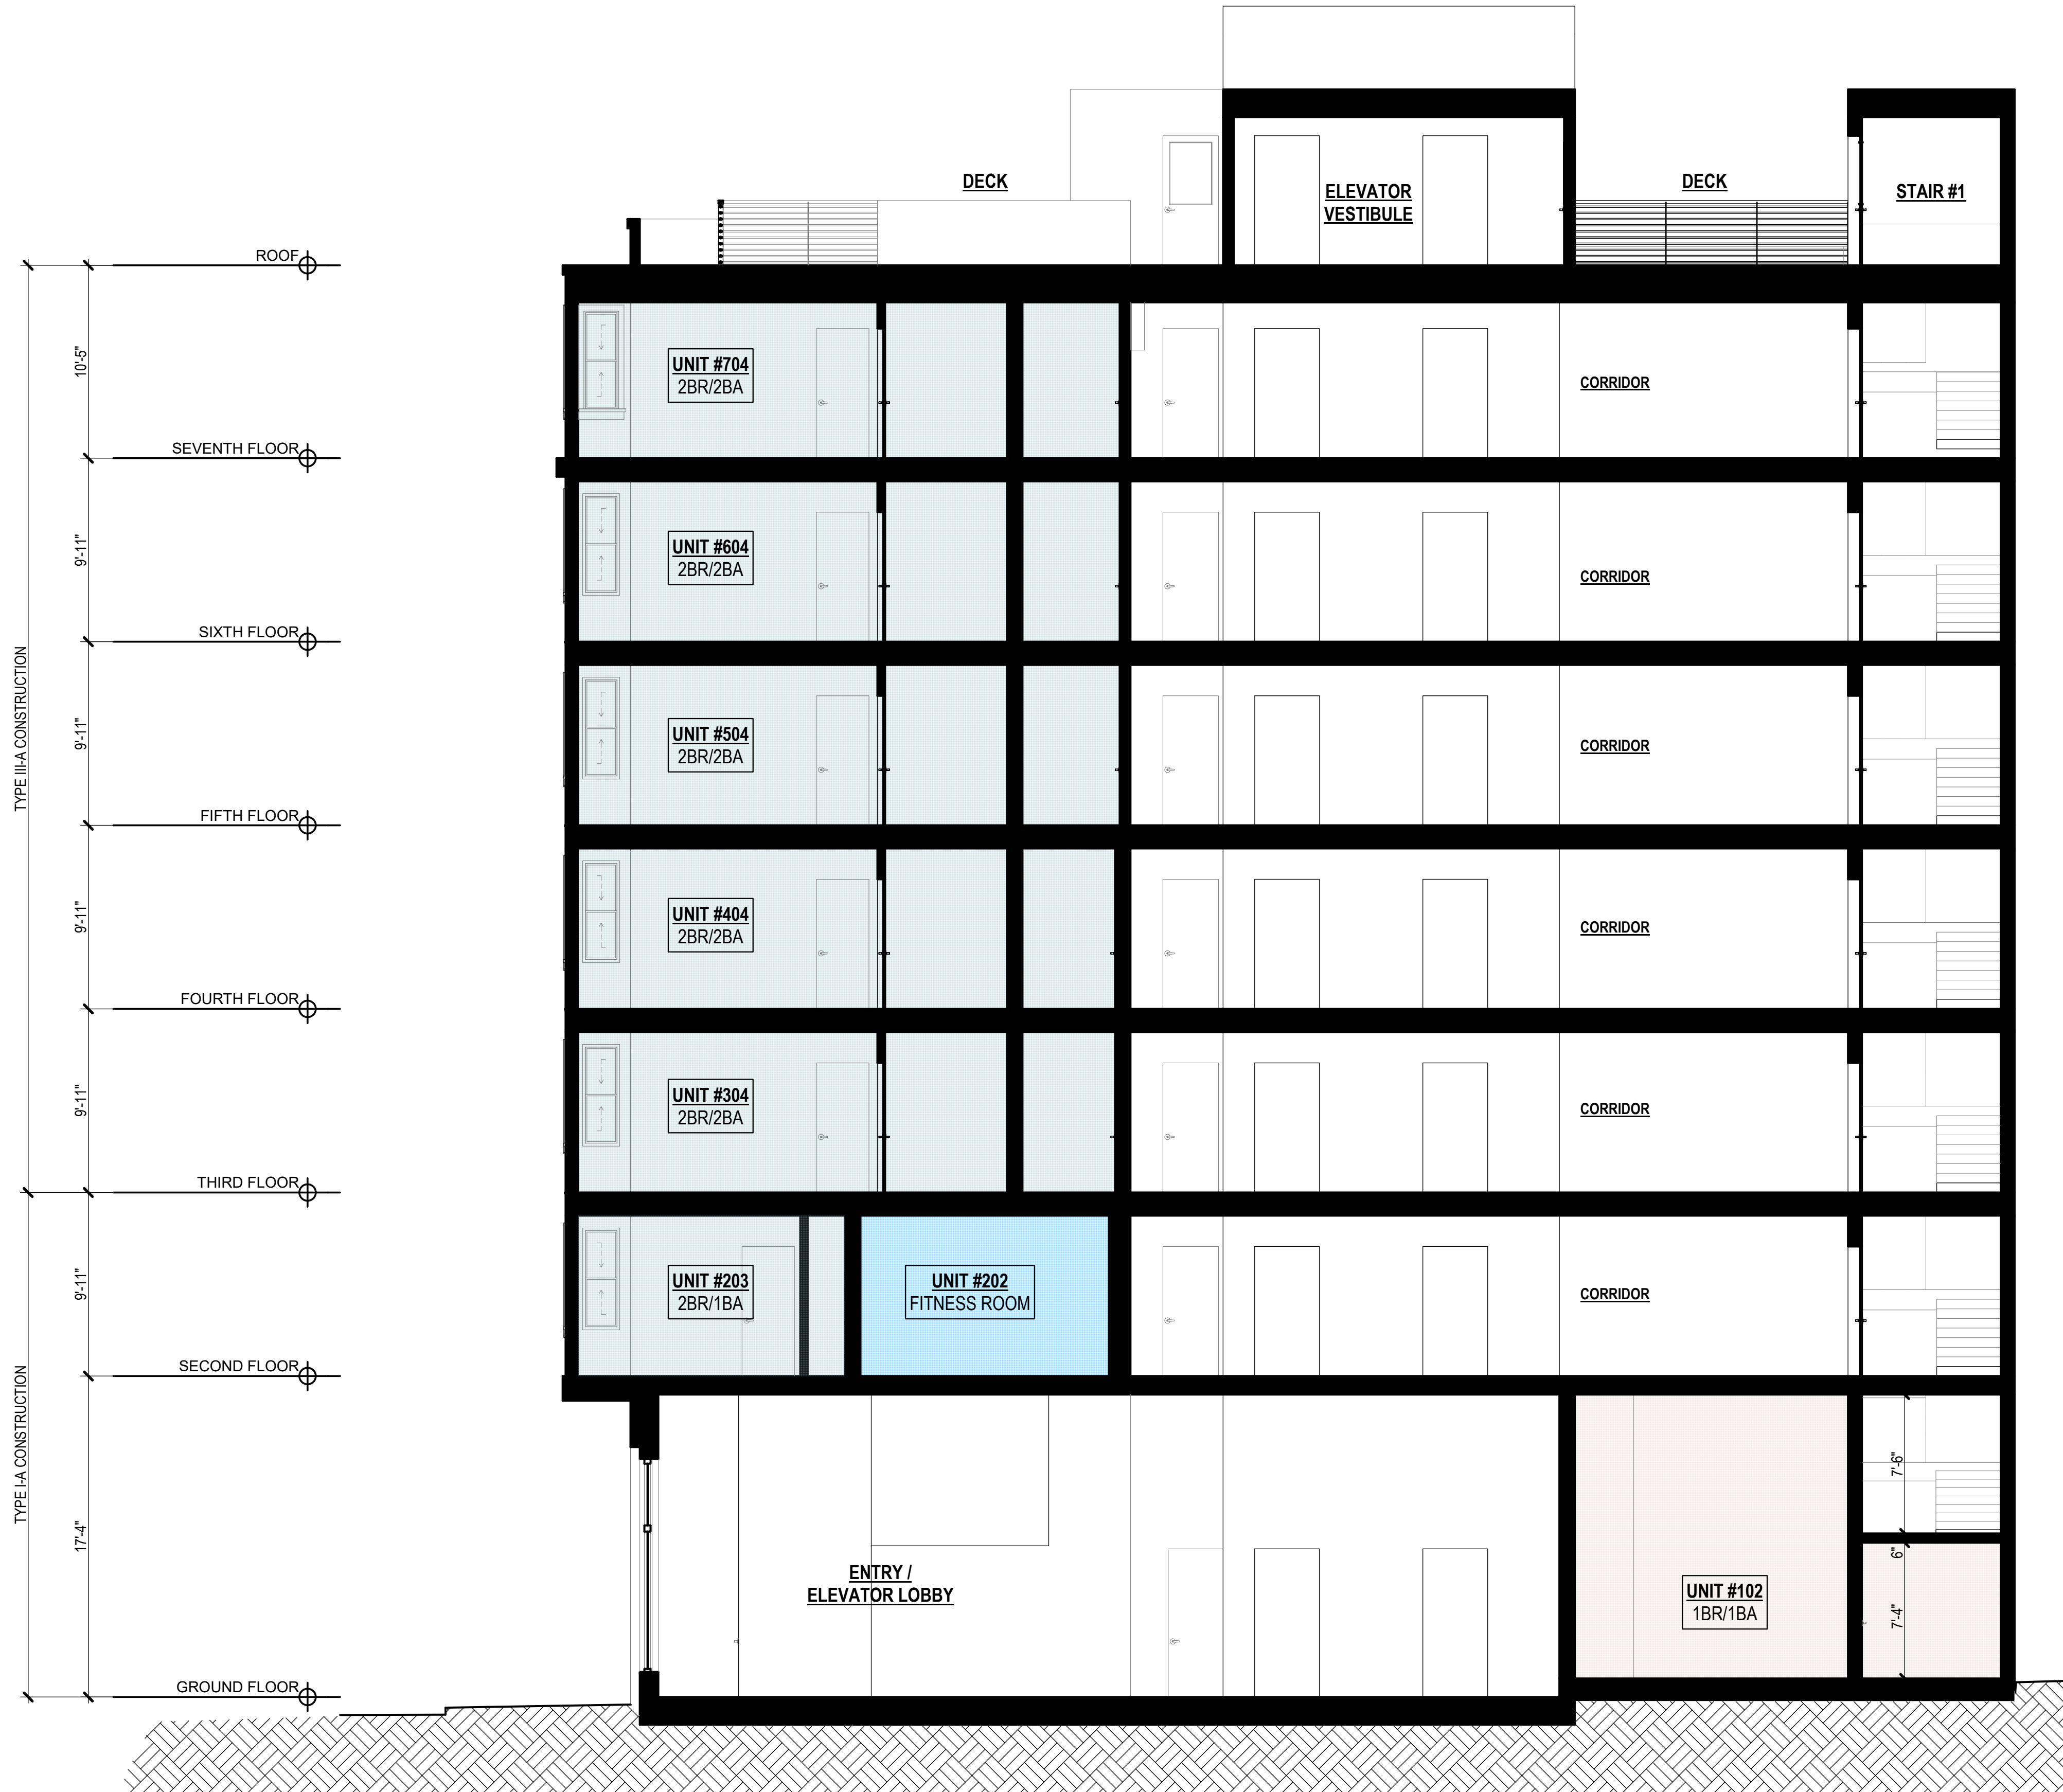 DECK
ELEVATOR
VESTIBULE
DECK
STAIR #1
ROOF
10'-5"
UNIT #704
2BR/2BA
CORRIDOR
SEVENTH FLOOR
9'-11"
UNIT #604
2BR/2BA
CORRIDOR
SIXTH FLOOR
TYPE III-A CONSTRUCTION
9'-11"
UNIT #504
2BR/2BA
CORRIDOR
FIFTH FLOOR
9'-11"
UNIT #404
2BR/2BA
CORRIDOR
FOURTH FLOOR
9'-11"
UNIT #304
2BR/2BA
CORRIDOR
THIRD FLOOR
9'-11"
UNIT #203
2BR/1BA
UNIT #202
FITNESS ROOM
CORRIDOR
SECOND FLOOR
TYPE I-A CONSTRUCTION
17'-4"
7'-6"
6"
7'-4"
ENTRY /
ELEVATOR LOBBY
UNIT #102
1BR/1BA
GROUND FLOOR